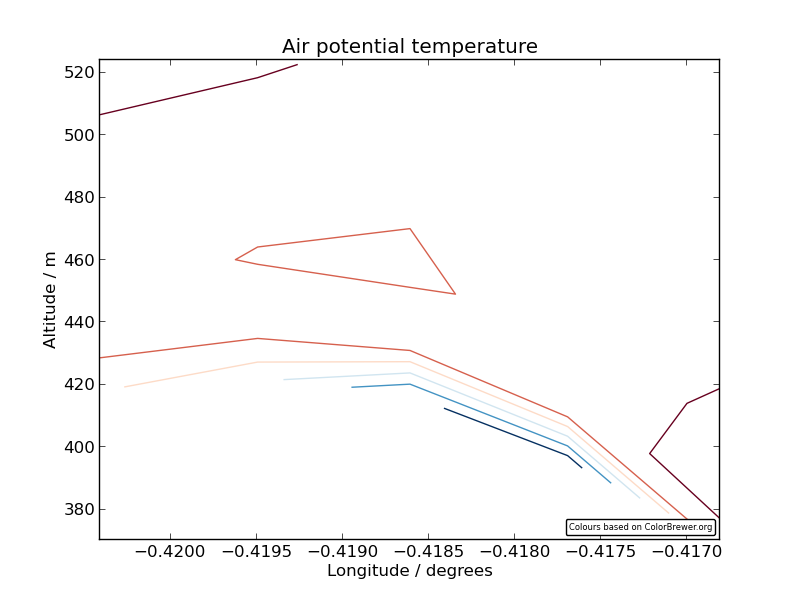 Air potential temperature
Altitude / m
520
500
480
460
440
420
400
380
Colours based on ColorBrewer.org
−0.4200 −0.4195 −0.4190 −0.4185 −0.4180 −0.4175 −0.4170
Longitude / degrees